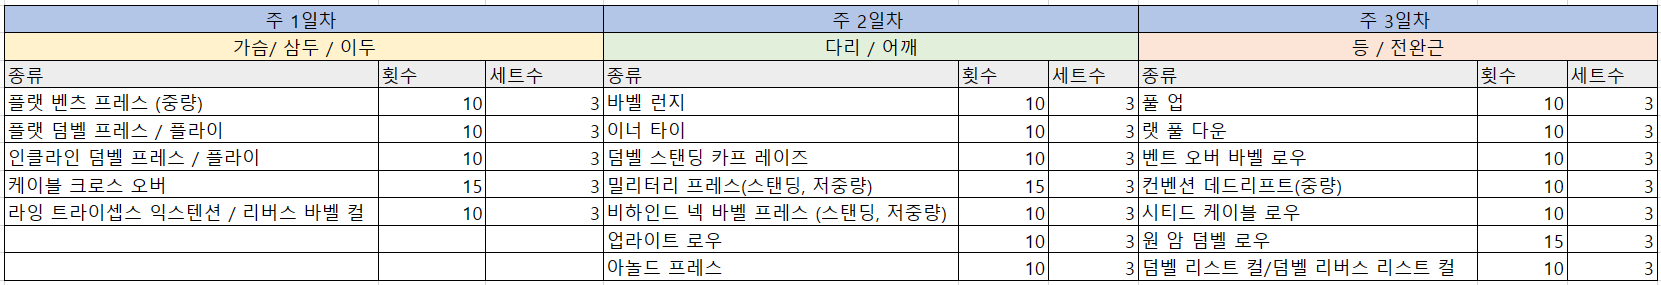 주 1일차 주 2일차 주 3일차
가슴/ 삼두 / 이두 다리 / 어깨 등 / 전완근
종류 횟수 세트수 종류 횟수 세트수 종류 횟수 세트수
플랫 벤츠 프레스 (중량) 10 3 바벨 런지 10 3 풀 업 10 3
플랫 덤벨 프레스 / 플라이 10 3 이너 타이 10 3 랫 풀 다운 10 3
인클라인 덤벨 프레스 / 플라이 10 3 덤벨 스탠딩 카프 레이즈 10 3 벤트 오버 바벨 로우 10 3
케이블 크로스 오버 15 3 밀리터리 프레스(스탠딩, 저중량) 15 3 컨벤션 데드리프트(중량) 10 3
라잉 트라이셉스 익스텐션 / 리버스 바벨 컬 10 3 비하인드 넥 바벨 프레스 (스탠딩, 저중량) 10 3 시티드 케이블 로우 10 3
업라이트 로우 10 3 원 암 덤벨 로우 15 3
아놀드 프레스 10 3 덤벨 리스트 컬/덤벨 리버스 리스트 컬 10 3